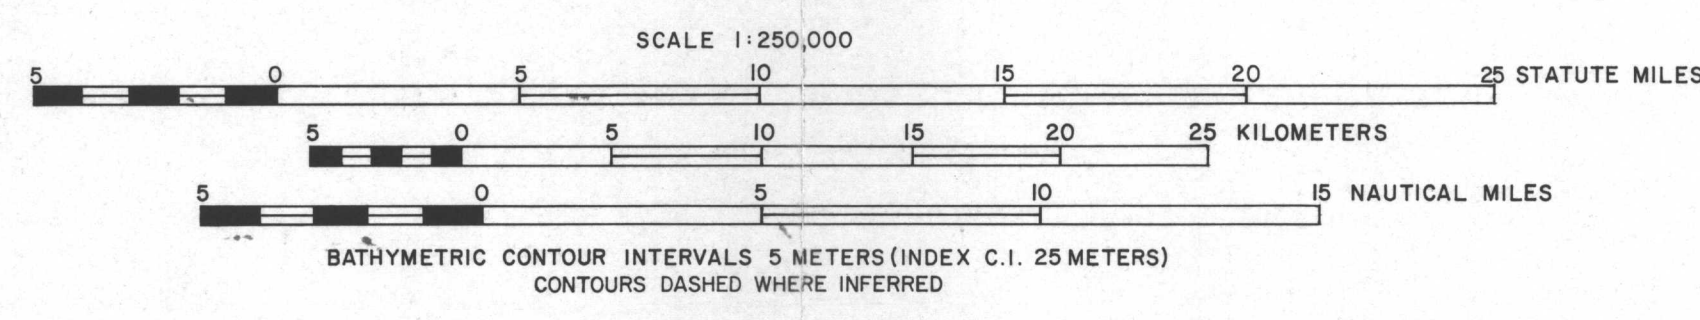 SCALE 1:250,000
5 0 5 10 15 20 25 STATUTE MILES
5 0 5 10 15 20 25 KILOMETERS
5 0 5 10 15 NAUTICAL MILES
BATHYMETRIC CONTOUR INTERVALS 5 METERS (INDEX C.I. 25 METERS)
CONTOURS DASHED WHERE INFERRED